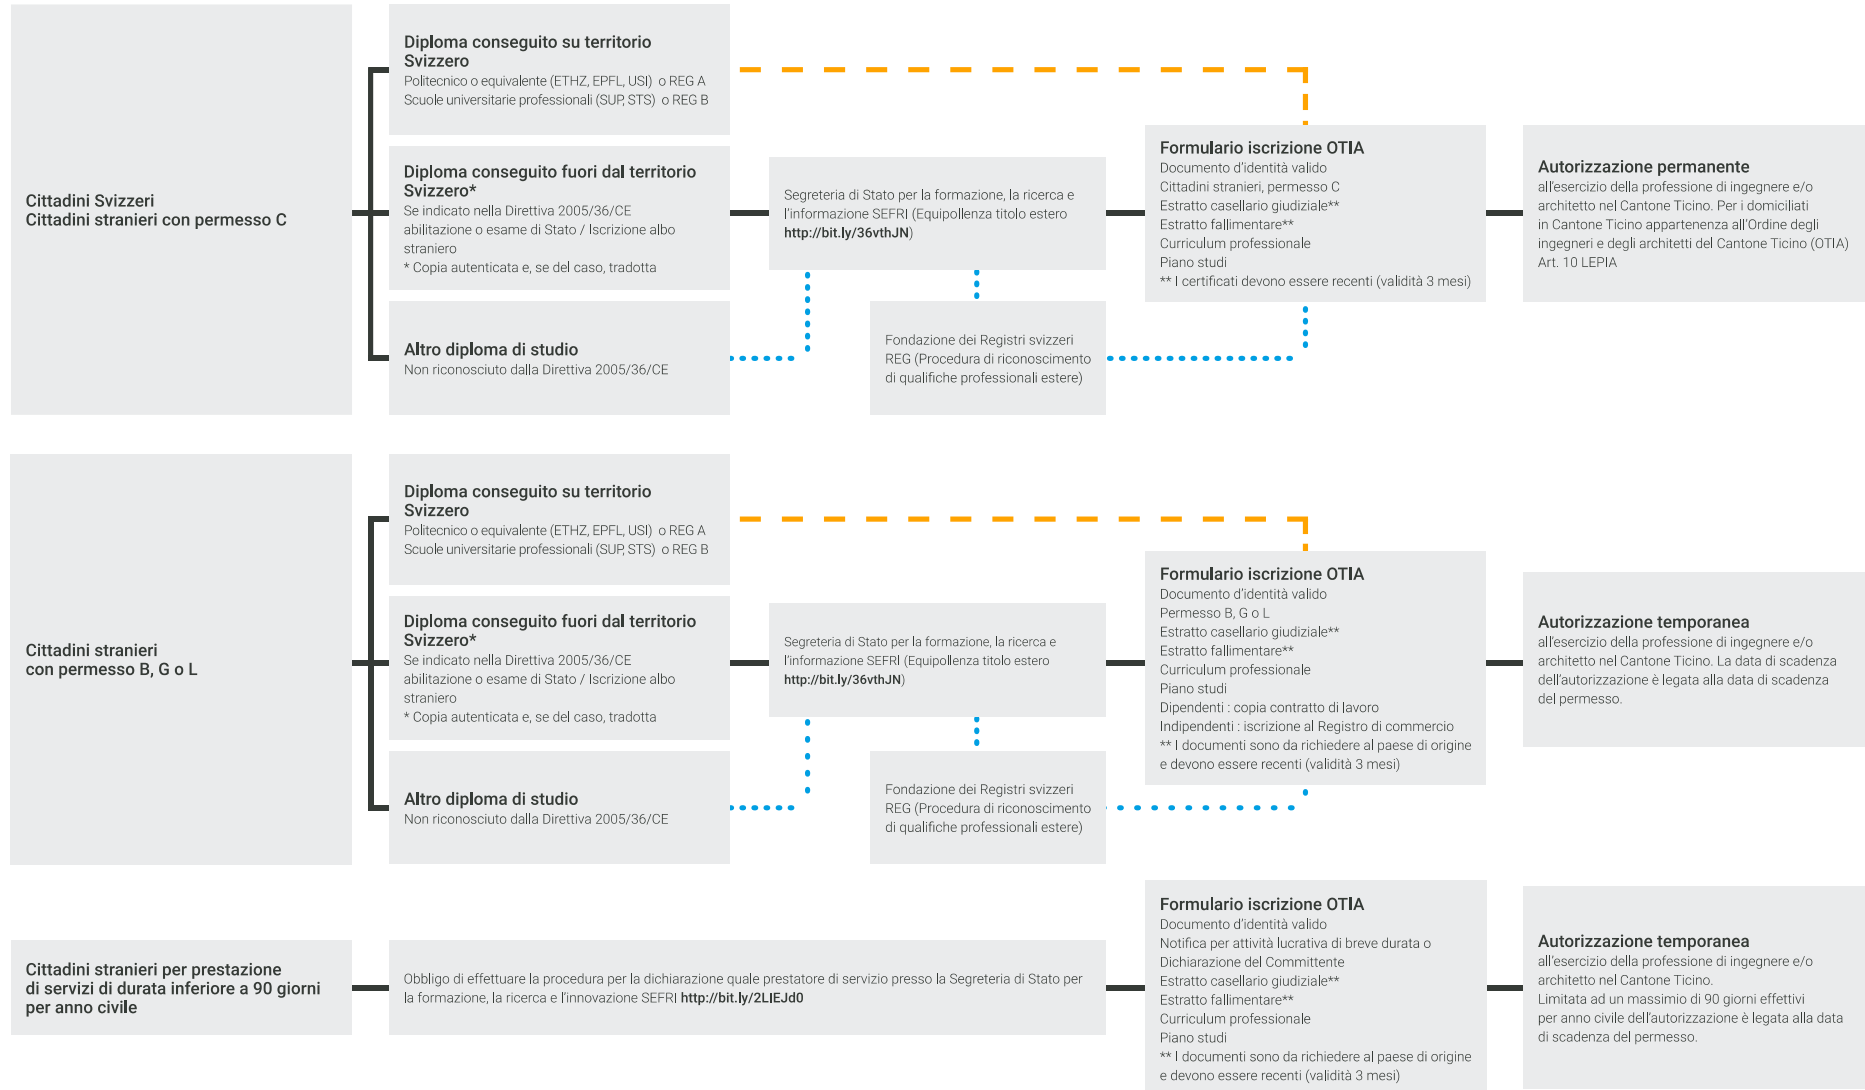 Cittadini Svizzeri
Cittadini stranieri con permesso C
Diploma conseguito su territorio
Svizzero
Politecnico o equivalente (ETHZ, EPFL, USI) o REG A
Scuole universitarie professionali (SUP, STS) o REG B
Diploma conseguito fuori dal territorio
Svizzero*
Se indicato nella Direttiva 2005/36/CE
abilitazione o esame di Stato / Iscrizione albo
straniero
* Copia autenticata e, se del caso, tradotta
Altro diploma di studio
Non riconosciuto dalla Direttiva 2005/36/CE
Segreteria di Stato per la formazione, la ricerca e
l'informazione SEFRI (Equipollenza titolo estero
http://bit.ly/36vthJN)
Fondazione dei Registri svizzeri
REG (Procedura di riconoscimento
di qualifiche professionali estere)
Formulario iscrizione OTIA
Documento d'identità valido
Cittadini stranieri, permesso C
Estratto casellario giudiziale**
Estratto fallimentare**
Curriculum professionale
Piano studi
** I certificati devono essere recenti (validità 3 mesi)
Autorizzazione permanente
all'esercizio della professione di ingegnere e/o
architetto nel Cantone Ticino. Per i domiciliati
in Cantone Ticino appartenenza all'Ordine degli
ingegneri e degli architetti del Cantone Ticino (OTIA)
Art. 10 LEPIA
Cittadini stranieri
con permesso B, G o L
Diploma conseguito su territorio
Svizzero
Politecnico o equivalente (ETHZ, EPFL, USI) o REG A
Scuole universitarie professionali (SUP, STS) o REG B
Diploma conseguito fuori dal territorio
Svizzero*
Se indicato nella Direttiva 2005/36/CE
abilitazione o esame di Stato / Iscrizione albo
straniero
* Copia autenticata e, se del caso, tradotta
Altro diploma di studio
Non riconosciuto dalla Direttiva 2005/36/CE
Segreteria di Stato per la formazione, la ricerca e
l'informazione SEFRI (Equipollenza titolo estero
http://bit.ly/36vthJN)
Fondazione dei Registri svizzeri
REG (Procedura di riconoscimento
di qualifiche professionali estere)
Formulario iscrizione OTIA
Documento d'identità valido
Permesso B, G o L
Estratto casellario giudiziale**
Estratto fallimentare**
Curriculum professionale
Piano studi
Dipendenti : copia contratto di lavoro
Indipendenti : iscrizione al Registro di commercio
** I documenti sono da richiedere al paese di origine
e devono essere recenti (validità 3 mesi)
Autorizzazione temporanea
all'esercizio della professione di ingegnere e/o
architetto nel Cantone Ticino. La data di scadenza
dell'autorizzazione è legata alla data di scadenza
del permesso.
Cittadini stranieri per prestazione
di servizi di durata inferiore a 90 giorni
per anno civile
Obbligo di effettuare la procedura per la dichiarazione quale prestatore di servizio presso la Segreteria di Stato per
la formazione, la ricerca e l'innovazione SEFRI http://bit.ly/2LIEJd0
Formulario iscrizione OTIA
Documento d'identità valido
Notifica per attività lucrativa di breve durata o
Dichiarazione del Committente
Estratto casellario giudiziale**
Estratto fallimentare**
Curriculum professionale
Piano studi
** I documenti sono da richiedere al paese di origine
e devono essere recenti (validità 3 mesi)
Autorizzazione temporanea
all'esercizio della professione di ingegnere e/o
architetto nel Cantone Ticino.
Limitata ad un massimio di 90 giorni effettivi
per anno civile dell'autorizzazione è legata alla data
di scadenza del permesso.